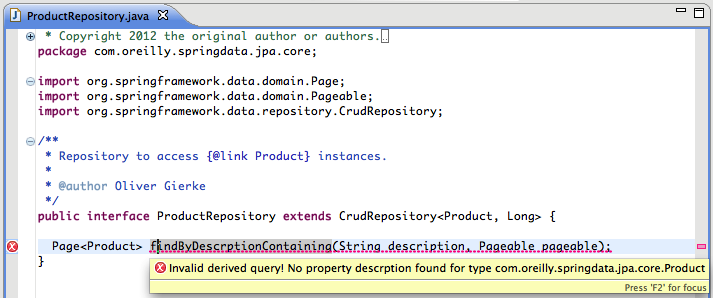 ProductRepository.java
* Copyright 2012 the original author or authors.
package com.oreilly.springdata.jpa.core;
import org.springframework.data.domain.Page;
import org.springframework.data.domain.Pageable;
import org.springframework.data.repository.CrudRepository;
/**
* Repository to access {@link Product} instances.
*
* @author Oliver Gierke
*/
public interface ProductRepository extends CrudRepository<Product, Long> {
Page<Product> findByDescrptionContaining(String description, Pageable pageable);
}
Invalid derived query! No property descrption found for type com.oreilly.springdata.jpa.core.Product
Press 'F2' for focus